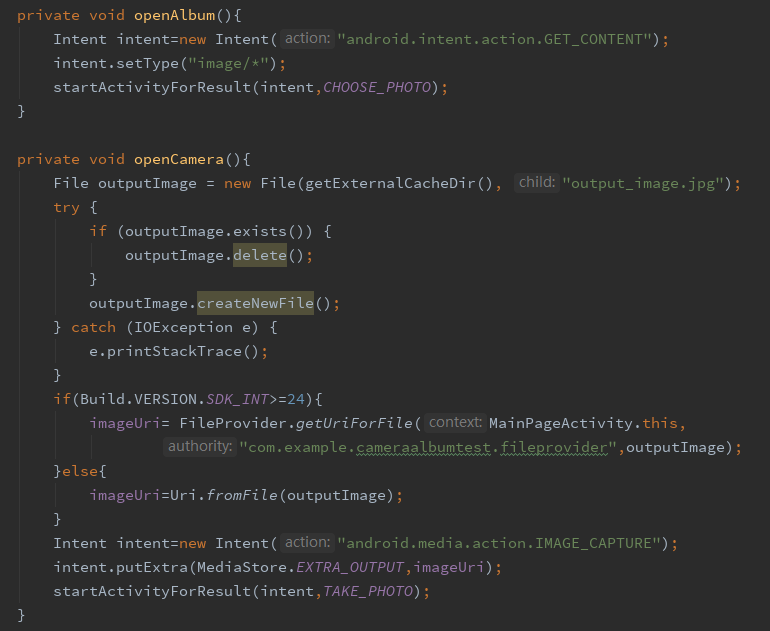 private void openAlbum(){
    Intent intent=new Intent( action: "android.intent.action.GET_CONTENT");
    intent.setType("image/*");
    startActivityForResult(intent,CHOOSE_PHOTO);
}

private void openCamera(){
    File outputImage = new File(getExternalCacheDir(), child: "output_image.jpg");
    try {
        if (outputImage.exists()) {
            outputImage.delete();
        }
        outputImage.createNewFile();
    } catch (IOException e) {
        e.printStackTrace();
    }
    if(Build.VERSION.SDK_INT>=24){
        imageUri= FileProvider.getUriForFile( context: MainPageActivity.this,
                authority: "com.example.cameraalbumtest.fileprovider",outputImage);
    }else{
        imageUri=Uri.fromFile(outputImage);
    }
    Intent intent=new Intent( action: "android.media.action.IMAGE_CAPTURE");
    intent.putExtra(MediaStore.EXTRA_OUTPUT,imageUri);
    startActivityForResult(intent,TAKE_PHOTO);
}